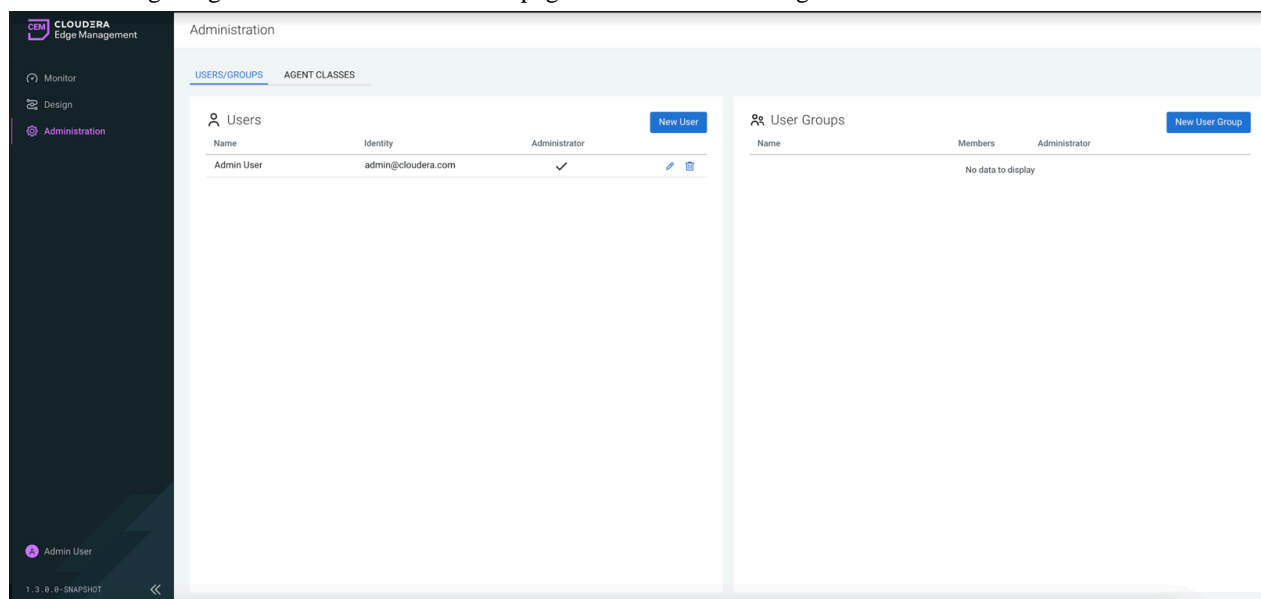 CEM CLOUDERA
Edge Management
Monitor
Design
Administration
A Admin User
1.3.0.0-SNAPSHOT
Administration
USERS/GROUPS AGENT CLASSES
Users New User
Name Identity Administrator
Admin User admin@cloudera.com
User Groups New User Group
Name Members Administrator
No data to display